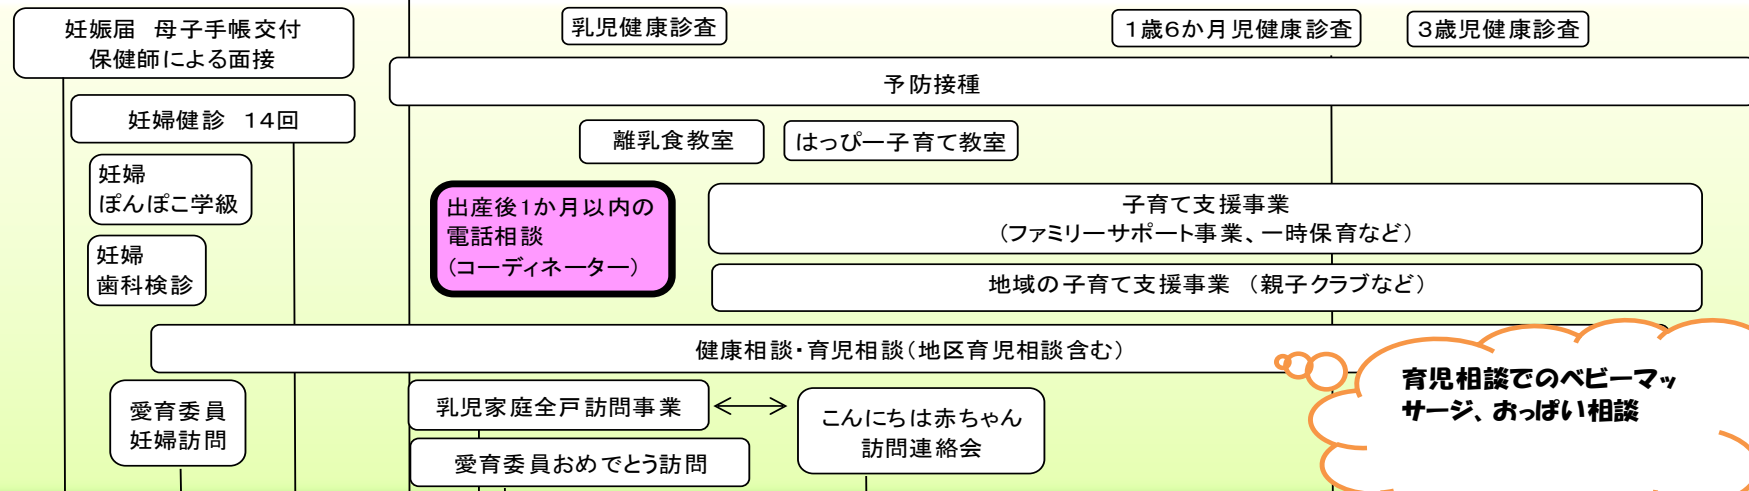 妊娠届　母子手帳交付
保健師による面接
乳児健康診査
１歳６か月児健康診査
３歳児健康診査
予防接種
妊婦健診　１４回
離乳食教室
はっぴー子育て教室
妊婦
ぽんぽこ学級
出産後１か月以内の
電話相談
（コーディネーター）
子育て支援事業
（ファミリーサポート事業、一時保育など）
妊婦
歯科検診
地域の子育て支援事業　（親子クラブなど）
健康相談・育児相談（地区育児相談含む）
育児相談でのベビーマッ
サージ、おっぱい相談
愛育委員
妊婦訪問
乳児家庭全戸訪問事業
こんにちは赤ちゃん
訪問連絡会
愛育委員おめでとう訪問